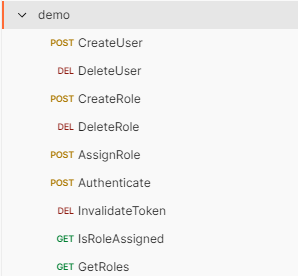 demo
POST CreateUser
DEL DeleteUser
POST CreateRole
DEL DeleteRole
POST AssignRole
POST Authenticate
DEL InvalidateToken
GET IsRoleAssigned
GET GetRoles